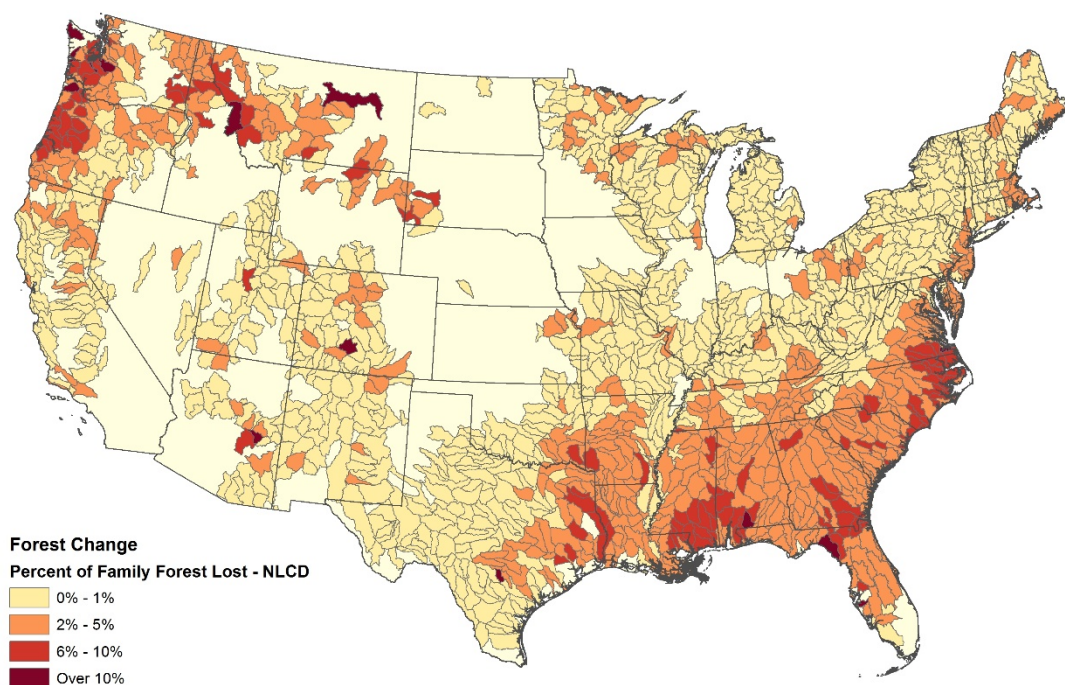 Forest Change
Percent of Family Forest Lost - NLCD
0% - 1%
2% - 5%
6% - 10%
Over 10%